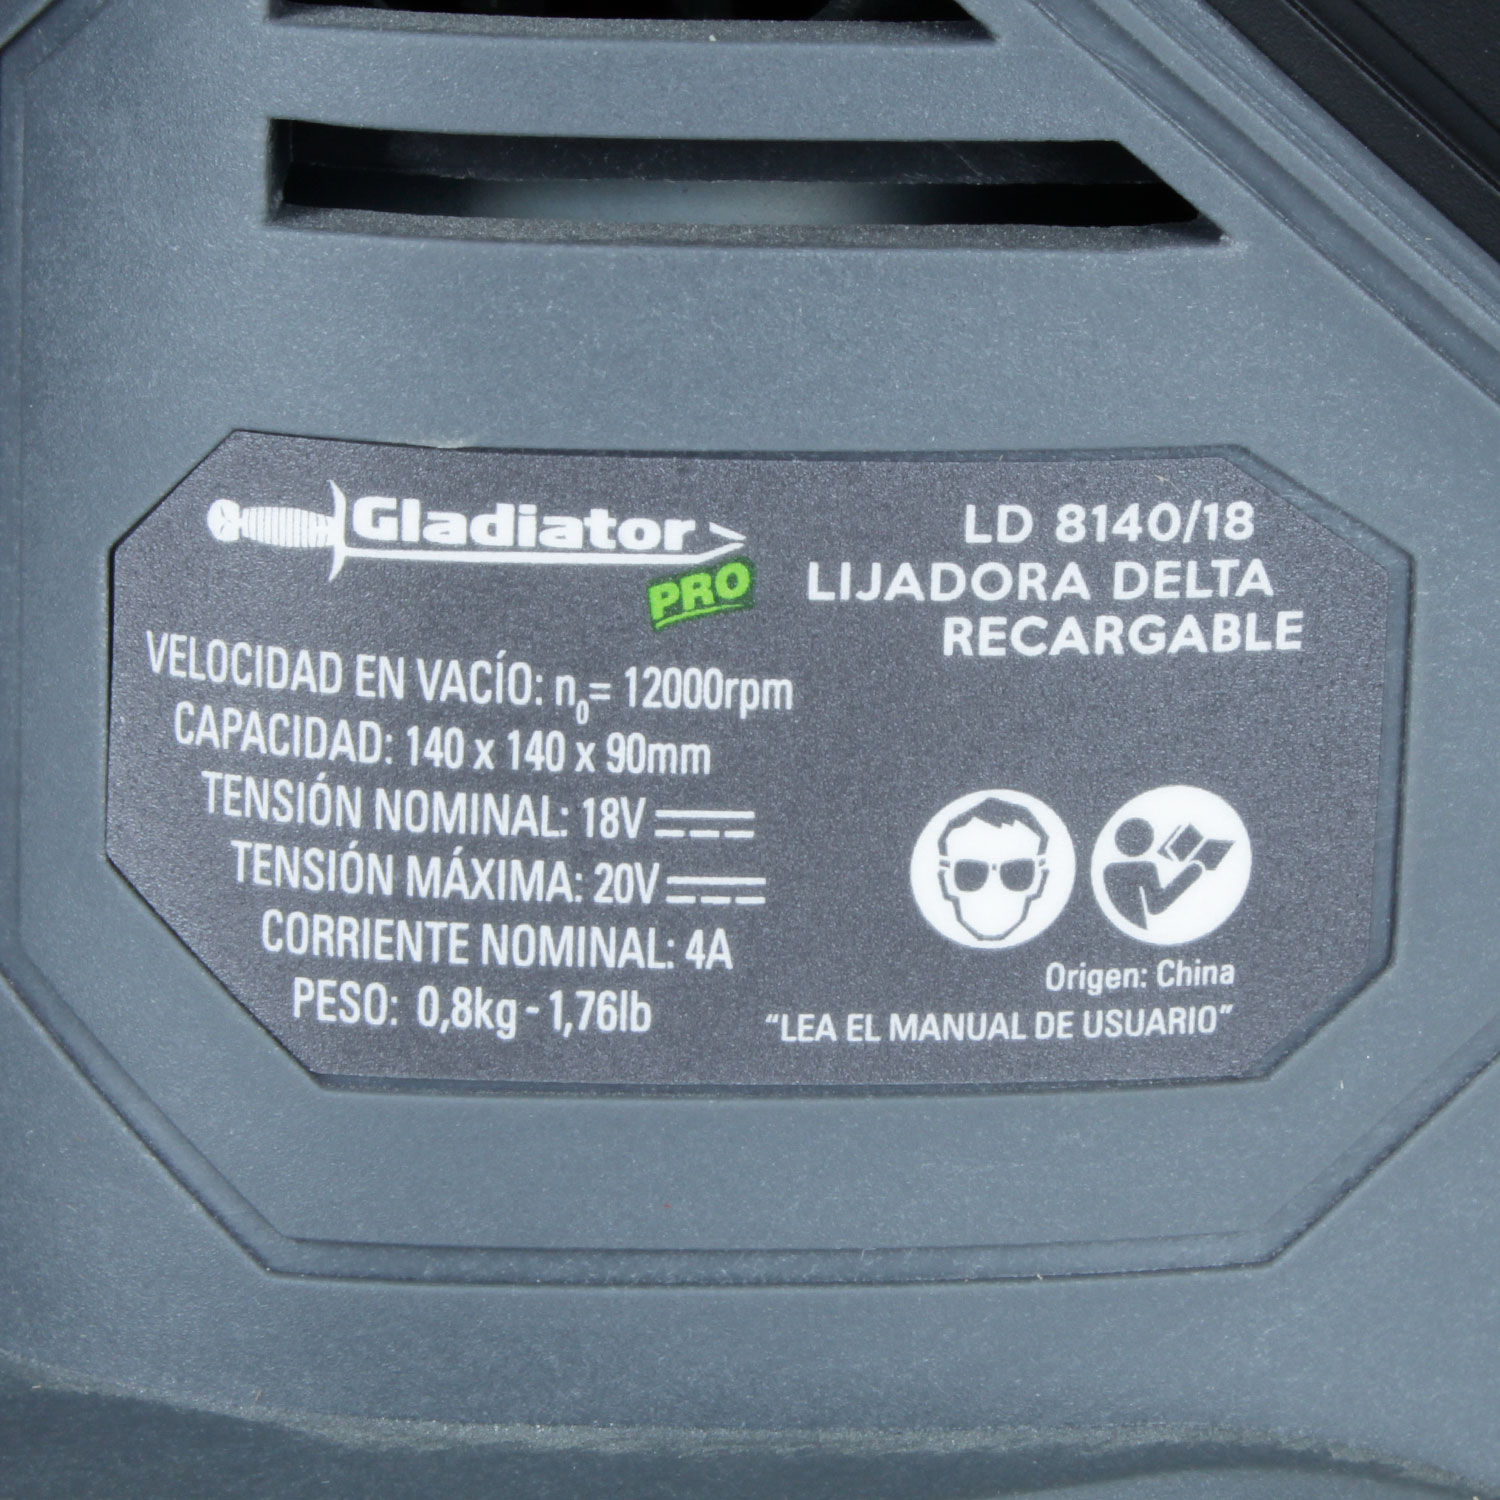 Gladiator
PRO
LD 8140/18
LIJADORA DELTA
RECARGABLE
VELOCIDAD EN VACÍO: n₀= 12000rpm
CAPACIDAD: 140 x 140 x 90mm
TENSIÓN NOMINAL: 18V
TENSIÓN MÁXIMA: 20V
CORRIENTE NOMINAL: 4A
PESO: 0,8kg - 1,76lb
Origen: China
“LEA EL MANUAL DE USUARIO”